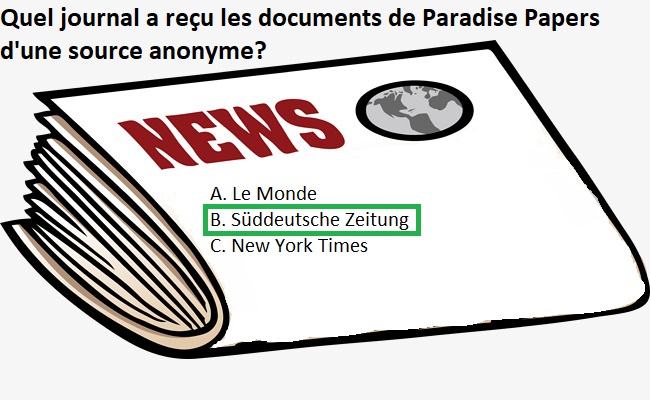 Quel journal a reçu les documents de Paradise Papers
d'une source anonyme?
NEWS
A. Le Monde
B. Süddeutsche Zeitung
C. New York Times